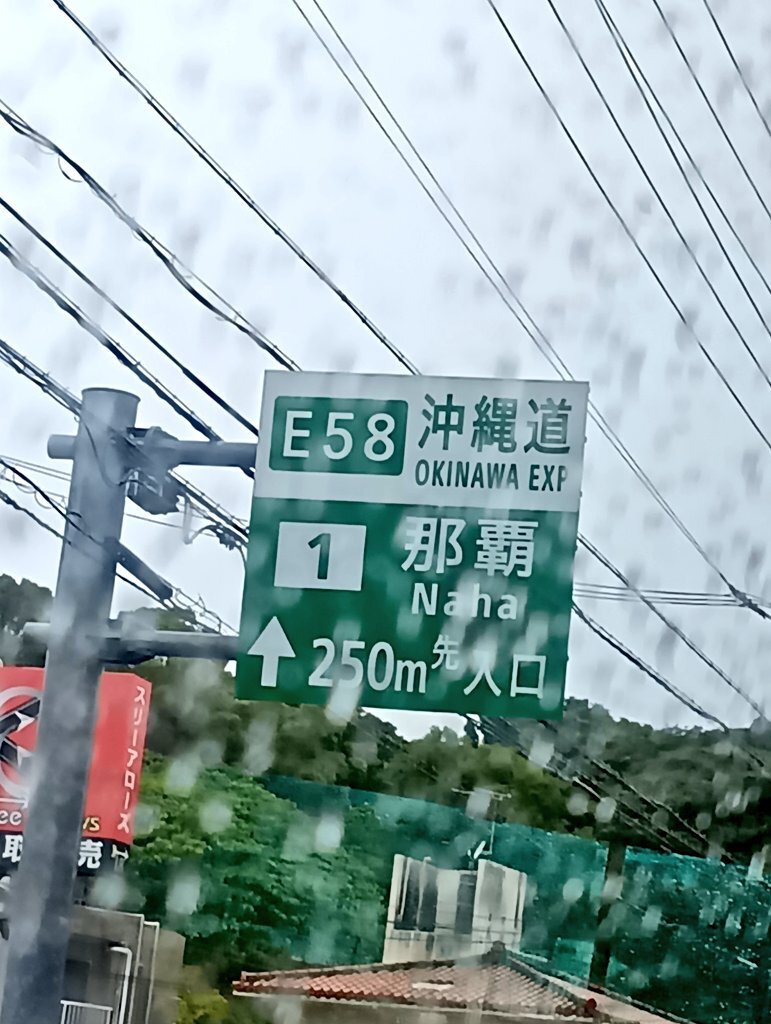 E58 沖縄道
OKINAWA EXP
1 那覇
Naha
250m先 入口
スリーアローズ